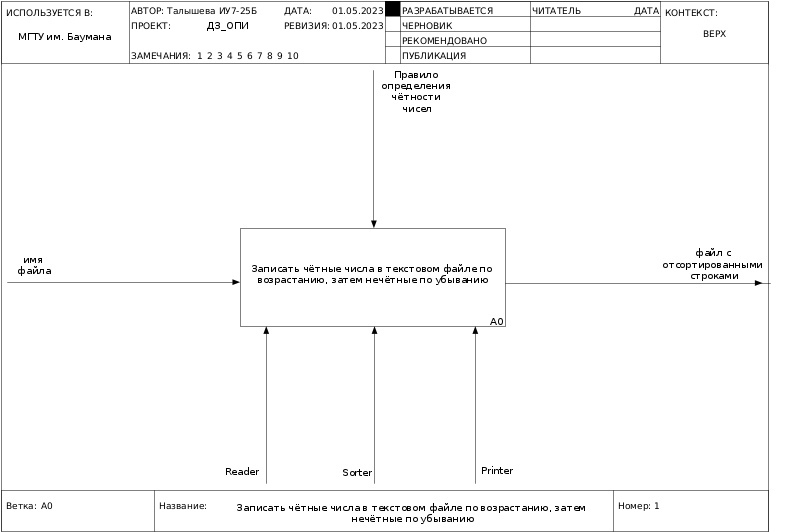 ИСПОЛЬЗУЕТСЯ В:
МГТУ им. Баумана
АВТОР: Талышева ИУ7-25Б ДАТА: 01.05.2023
ПРОЕКТ: ДЗ_ОПИ РЕВИЗИЯ: 01.05.2023
ЗАМЕЧАНИЯ: 1 2 3 4 5 6 7 8 9 10
РАЗРАБАТЫВАЕТСЯ
ЧЕРНОВИК
РЕКОМЕНДОВАНО
ПУБЛИКАЦИЯ
ЧИТАТЕЛЬ ДАТА
КОНТЕКСТ:
ВЕРХ
Правило
определения
чётности
чисел
имя
файла
Записать чётные числа в текстовом файле по
возрастанию, затем нечётные по убыванию
A0
файл с
отсортированными
строками
Reader
Sorter
Printer
Ветка: A0
Название:
Записать чётные числа в текстовом файле по возрастанию, затем
нечётные по убыванию
Номер: 1